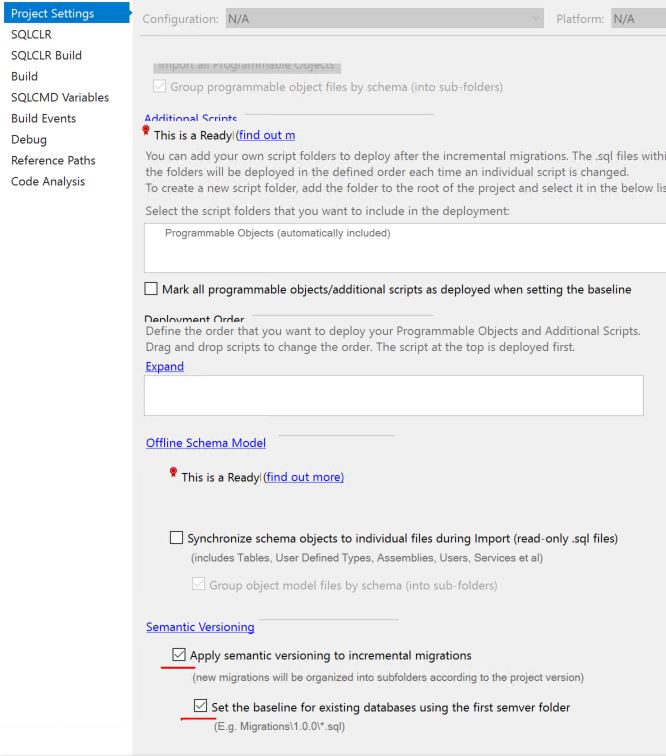 Project Settings
SQLCLR
SQLCLR Build
Build
SQLCMD Variables
Build Events
Debug
Reference Paths
Code Analysis
Configuration: N/A Platform: N/A
Import all Programmable Objects
Group programmable object files by schema (into sub-folders)
Additional Scripts
This is a Ready (find out m
You can add your own script folders to deploy after the incremental migrations. The .sql files withi
the folders will be deployed in the defined order each time an individual script is changed.
To create a new script folder, add the folder to the root of the project and select it in the below lis
Select the script folders that you want to include in the deployment:
Programmable Objects (automatically included)
Mark all programmable objects/additional scripts as deployed when setting the baseline
Deployment Order
Define the order that you want to deploy your Programmable Objects and Additional Scripts.
Drag and drop scripts to change the order. The script at the top is deployed first.
Expand
Offline Schema Model
This is a Ready (find out more)
Synchronize schema objects to individual files during Import (read-only .sql files)
(includes Tables, User Defined Types, Assemblies, Users, Services et al)
Group object model files by schema (into sub-folders)
Semantic Versioning
Apply semantic versioning to incremental migrations
(new migrations will be organized into subfolders according to the project version)
Set the baseline for existing databases using the first semver folder
(E.g. Migrations\1.0.0\*.sql)